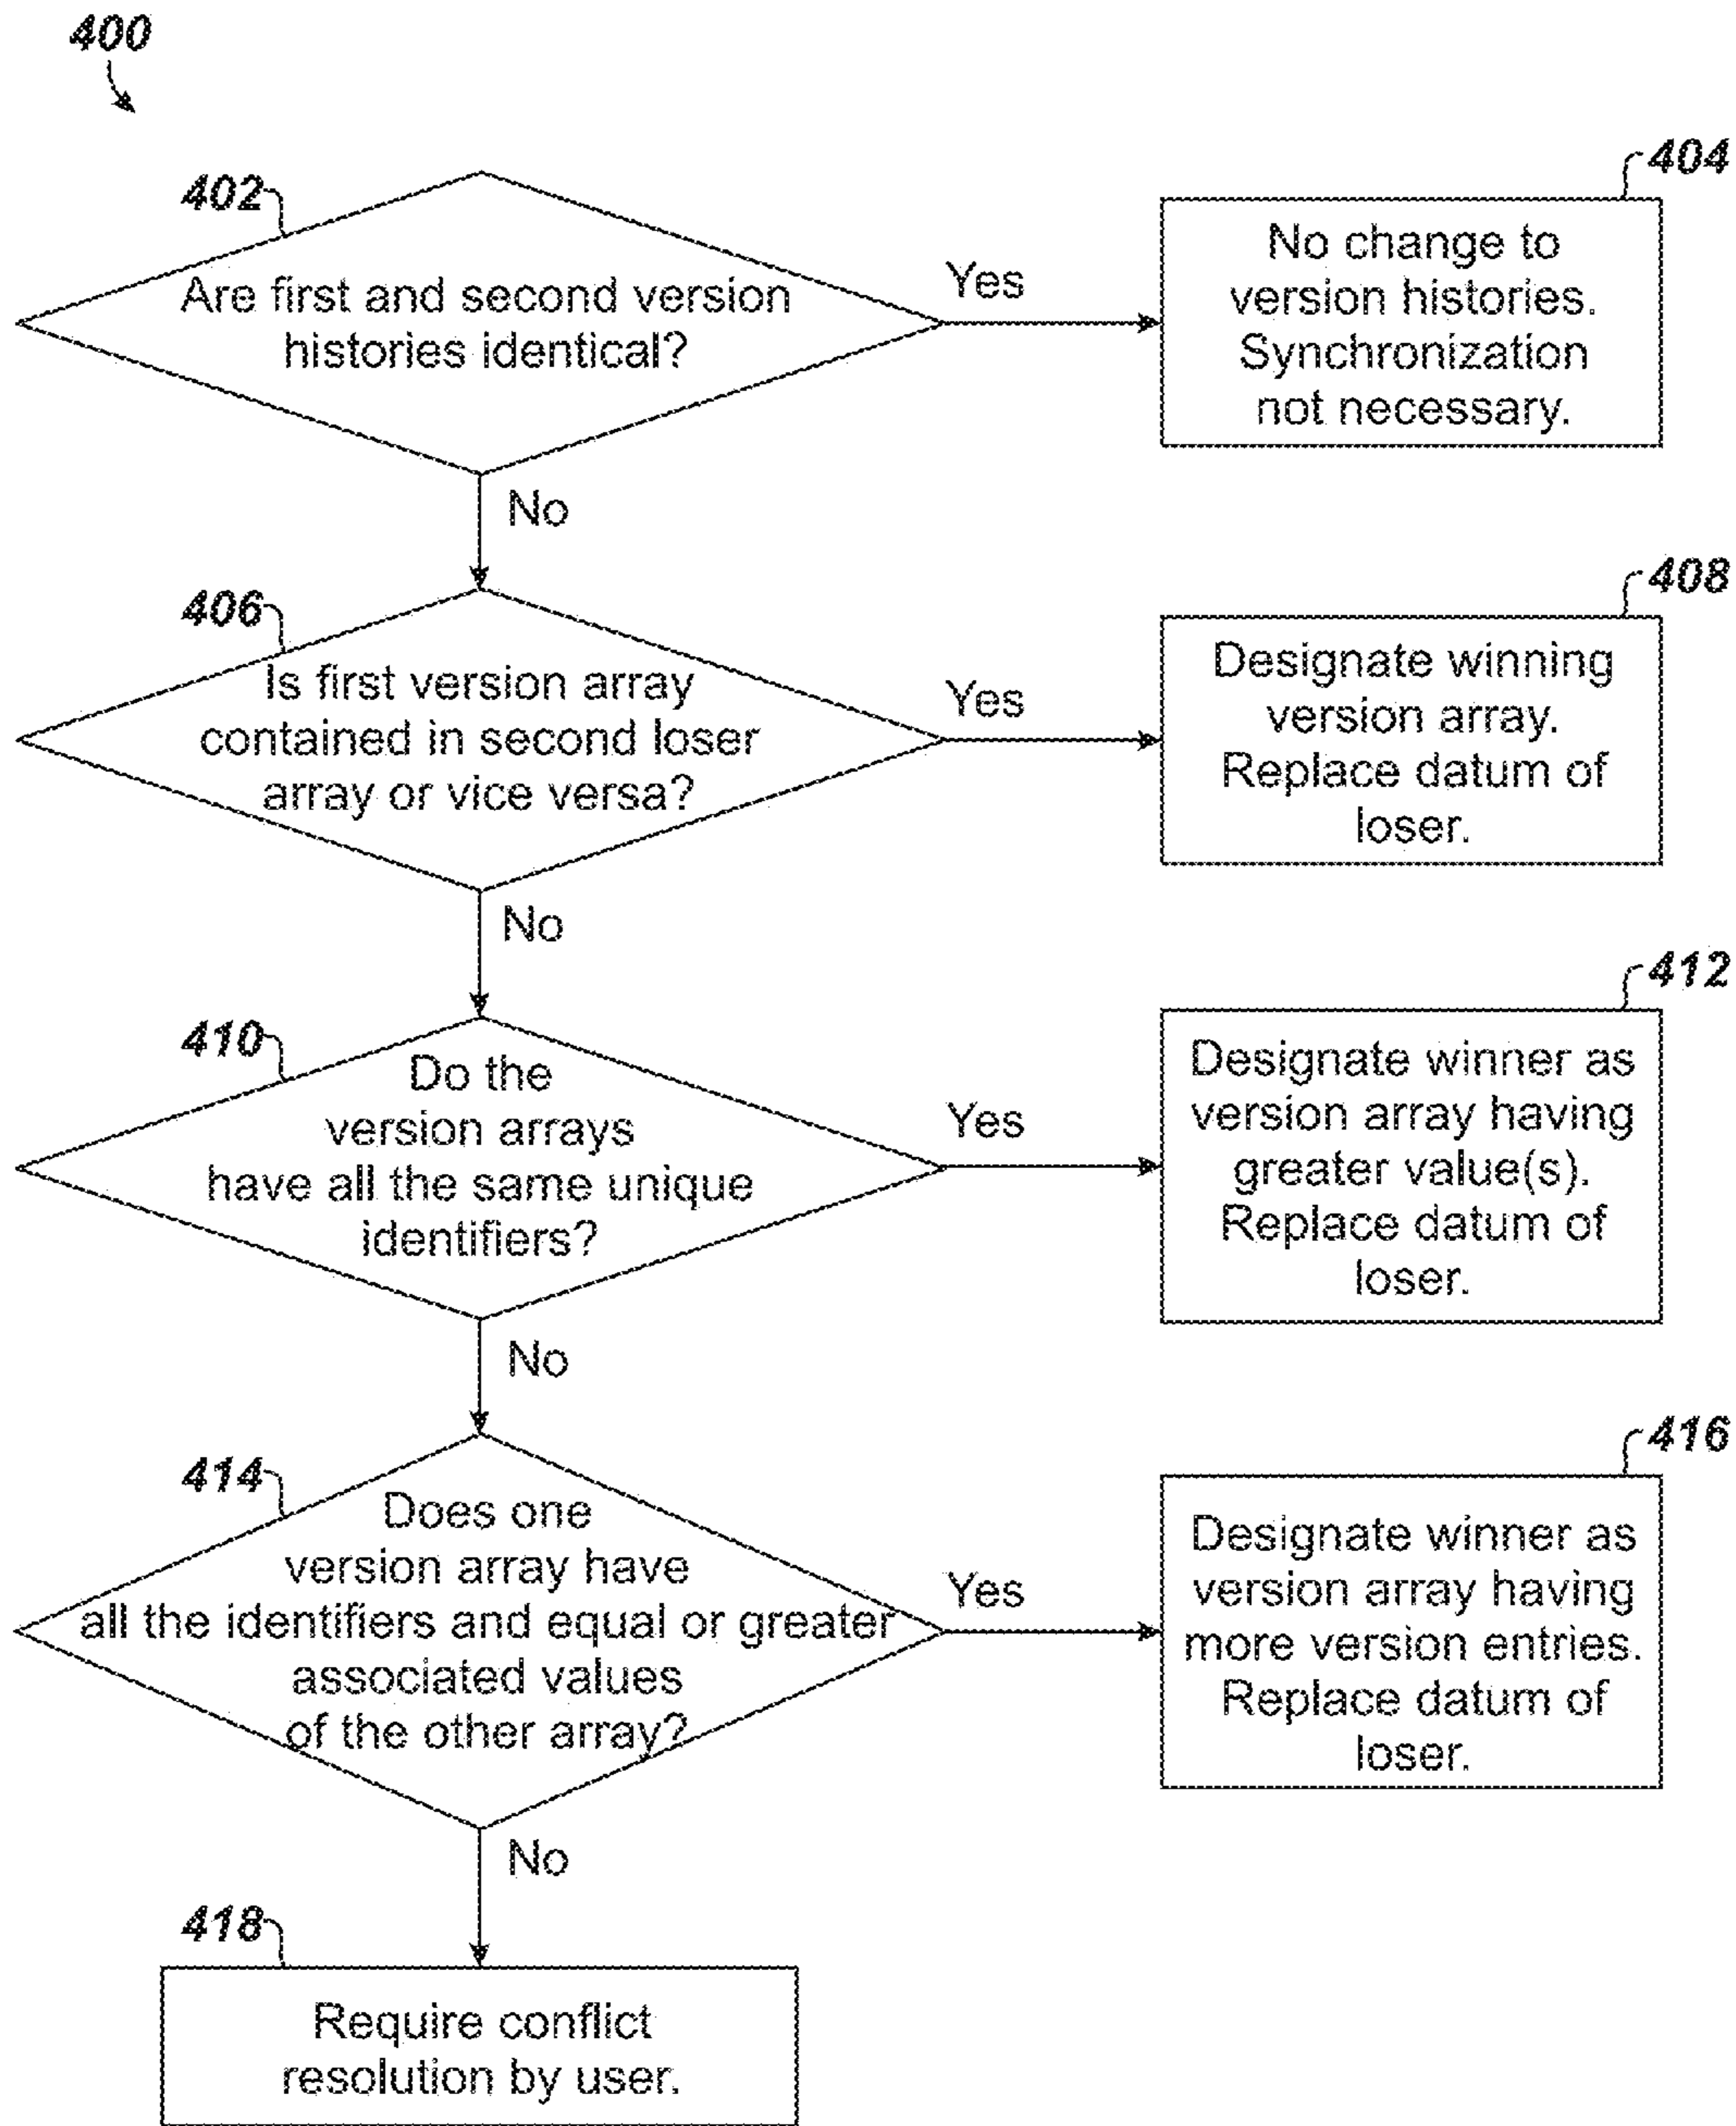 400
402
Are first and second version
histories identical?
Yes
404
No change to
version histories.
Synchronization
not necessary.
No
406
Is first version array
contained in second loser
array or vice versa?
Yes
408
Designate winning
version array.
Replace datum of
loser.
No
410
Do the
version arrays
have all the same unique
identifiers?
Yes
412
Designate winner as
version array having
greater value(s).
Replace datum of
loser.
No
414
Does one
version array have
all the identifiers and equal or greater
associated values
of the other array?
Yes
416
Designate winner as
version array having
more version entries.
Replace datum of
loser.
No
418
Require conflict
resolution by user.